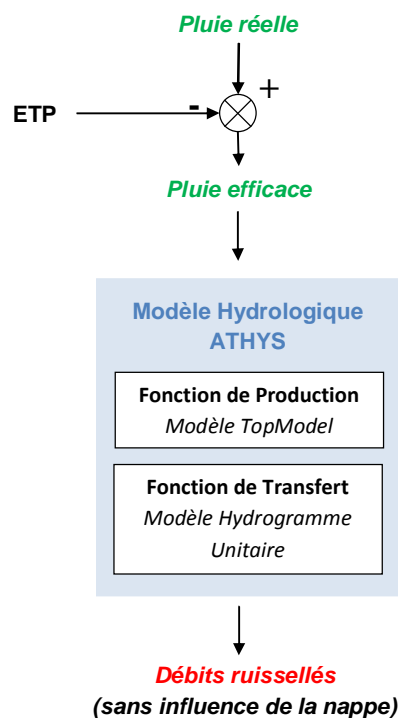 Pluie réelle
+
-
ETP
Pluie efficace
Modèle Hydrologique
ATHYS
Fonction de Production
Modèle TopModel
Fonction de Transfert
Modèle Hydrogramme
Unitaire
Débits ruissellés
(sans influence de la nappe)